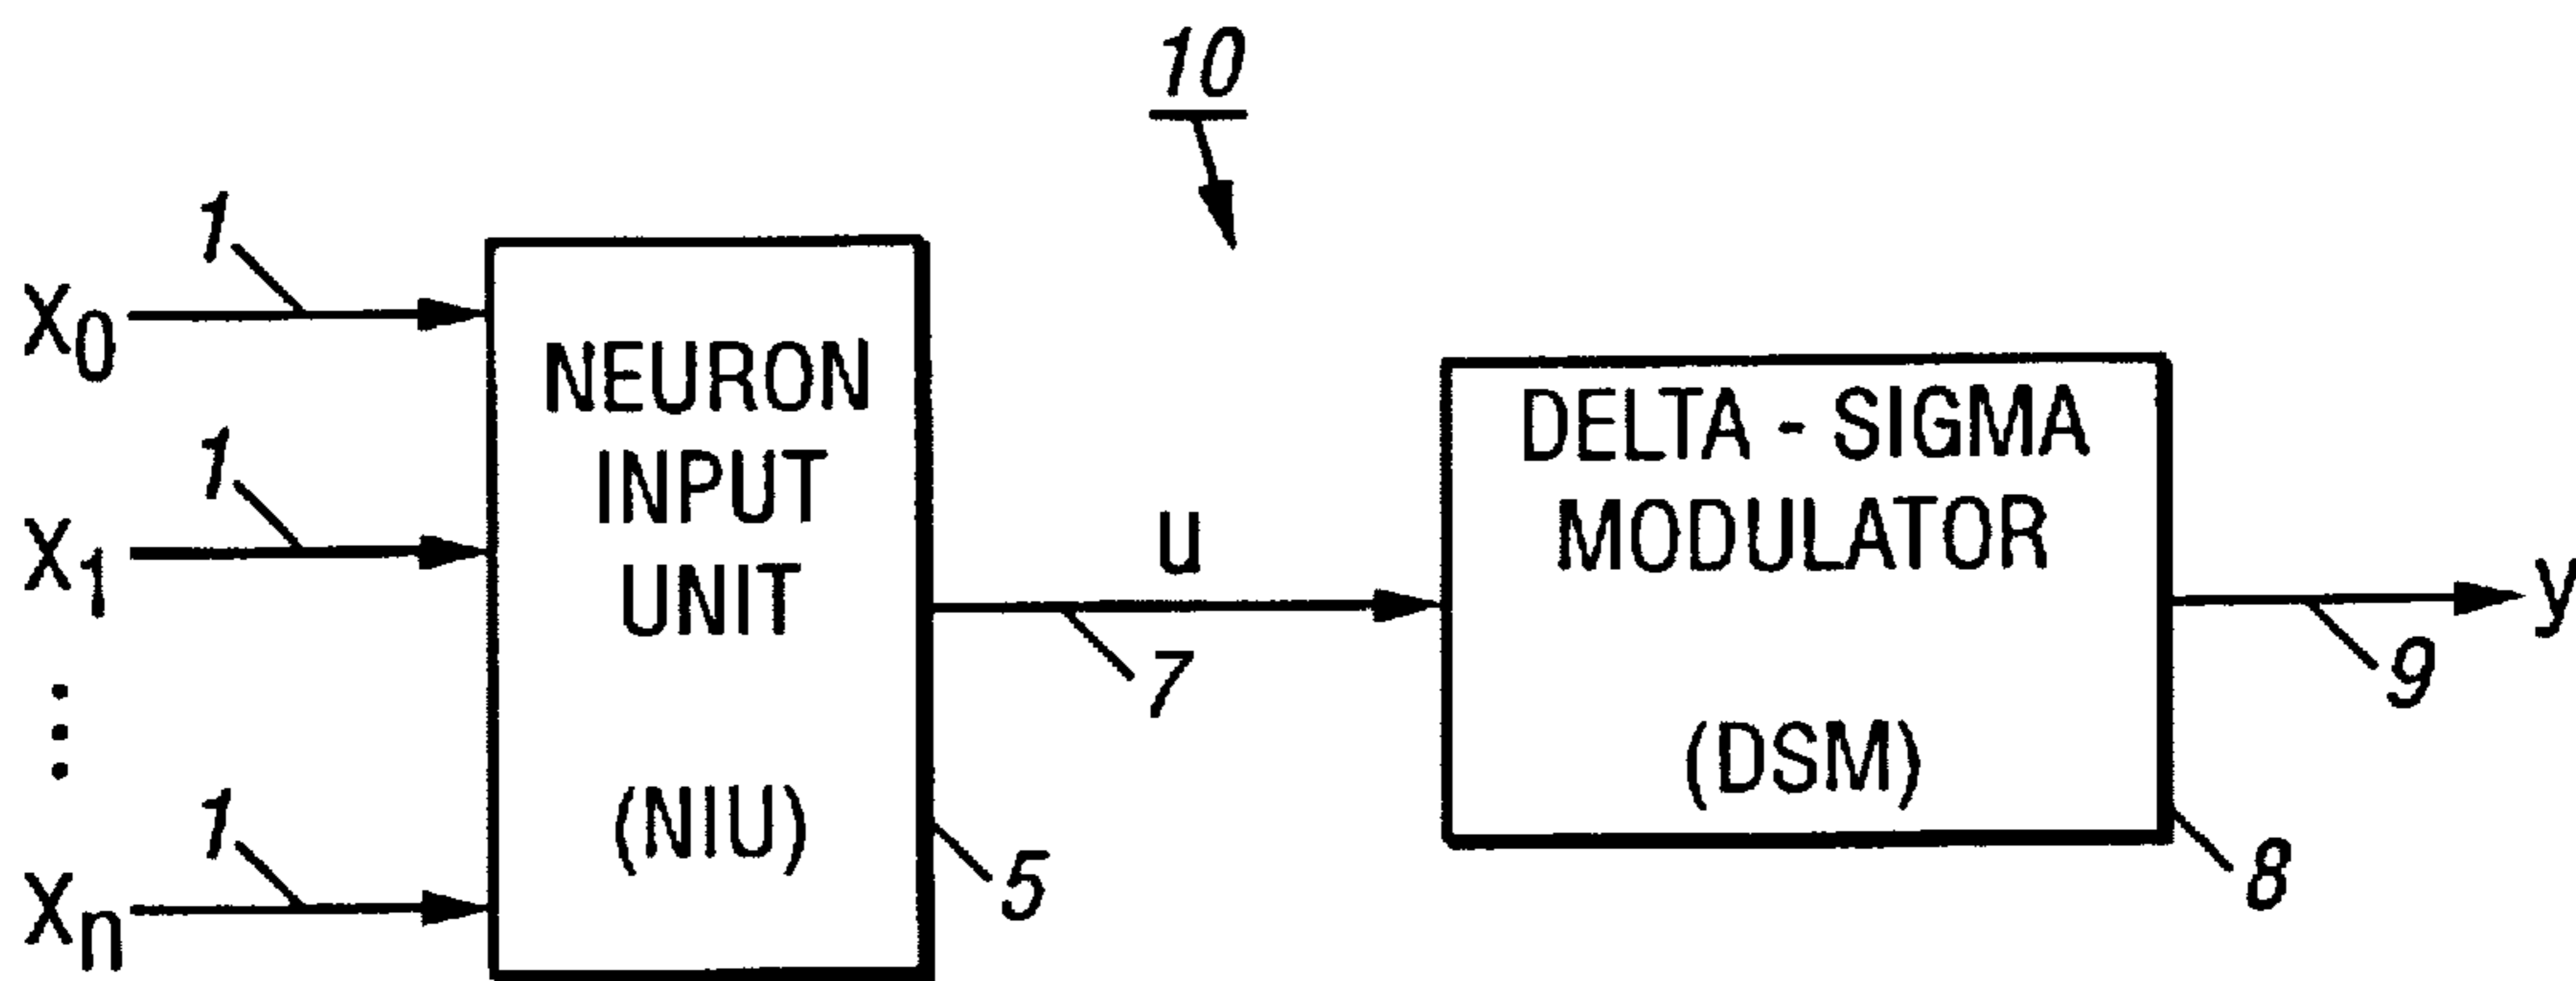 10
1
X0
1
X1
1
Xn
NEURON
INPUT
UNIT
(NIU)
5
u
7
DELTA - SIGMA
MODULATOR
(DSM)
8
9
y